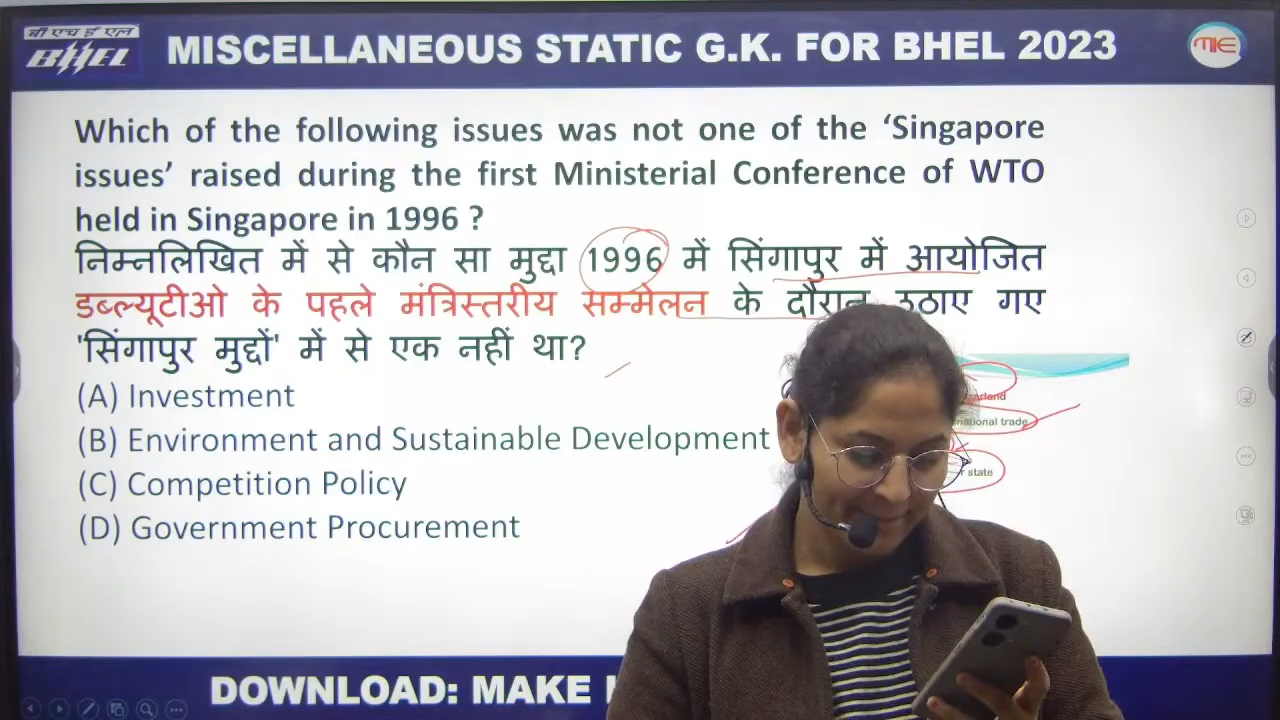 बी एच ई एल
BHEL
MISCELLANEOUS STATIC G.K. FOR BHEL 2023
MIE
Which of the following issues was not one of the ‘Singapore
issues’ raised during the first Ministerial Conference of WTO
held in Singapore in 1996 ?
निम्नलिखित में से कौन सा मुद्दा 1996 में सिंगापुर में आयोजित
डब्ल्यूटीओ के पहले मंत्रिस्तरीय सम्मेलन के दौरान उठाए गए
'सिंगापुर मुद्दों' में से एक नहीं था?
(A) Investment
(B) Environment and Sustainable Development
(C) Competition Policy
(D) Government Procurement
trade
state
DOWNLOAD: MAKE